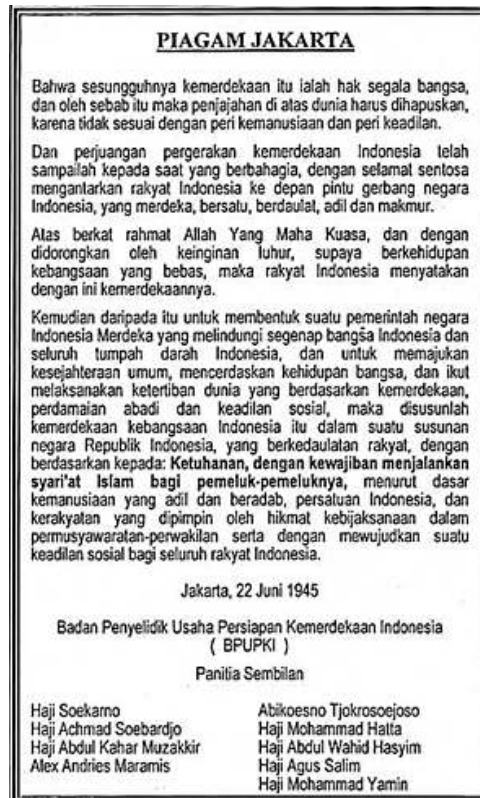 PIAGAM JAKARTA
Bahwa sesungguhnya kemerdekaan itu ialah hak segala bangsa,
dan oleh sebab itu maka penjajahan di atas dunia harus dihapuskan,
karena tidak sesuai dengan peri kemanusiaan dan peri keadilan.
Dan perjuangan pergerakan kemerdekaan Indonesia telah
sampailah kepada saat yang berbahagia, dengan selamat sentosa
mengantarkan rakyat Indonesia ke depan pintu gerbang negara
Indonesia, yang merdeka, bersatu, berdaulat, adil dan makmur.
Atas berkat rahmat Allah Yang Maha Kuasa, dan dengan
didorongkan oleh keinginan luhur, supaya berkehidupan
kebangsaan yang bebas, maka rakyat Indonesia menyatakan
dengan ini kemerdekaannya.
Kemudian daripada itu untuk membentuk suatu pemerintah negara
Indonesia Merdeka yang melindungi segenap bangsa Indonesia dan
seluruh tumpah darah Indonesia, dan untuk memajukan
kesejahteraan umum, mencerdaskan kehidupan bangsa, dan ikut
melaksanakan ketertiban dunia yang berdasarkan kemerdekaan,
perdamaian abadi dan keadilan sosial, maka disusunlah
kemerdekaan kebangsaan Indonesia itu dalam suatu susunan
negara Republik Indonesia, yang berkedaulatan rakyat, dengan
berdasarkan kepada: Ketuhanan, dengan kewajiban menjalankan
syari'at Islam bagi pemeluk-pemeluknya, menurut dasar
kemanusiaan yang adil dan beradab, persatuan Indonesia, dan
kerakyatan yang dipimpin oleh hikmat kebijaksanaan dalam
permusyawaratan-perwakilan serta dengan mewujudkan suatu
keadilan sosial bagi seluruh rakyat Indonesia.
Jakarta, 22 Juni 1945
Badan Penyelidik Usaha Persiapan Kemerdekaan Indonesia
( BPUPKI )
Panitia Sembilan
Haji Soekarno
Haji Achmad Soebardjo
Haji Abdul Kahar Muzakkir
Alex Andries Maramis
Abikoesno Tjokrosoejoso
Haji Mohammad Hatta
Haji Abdul Wahid Hasyim
Haji Agus Salim
Haji Mohammad Yamin